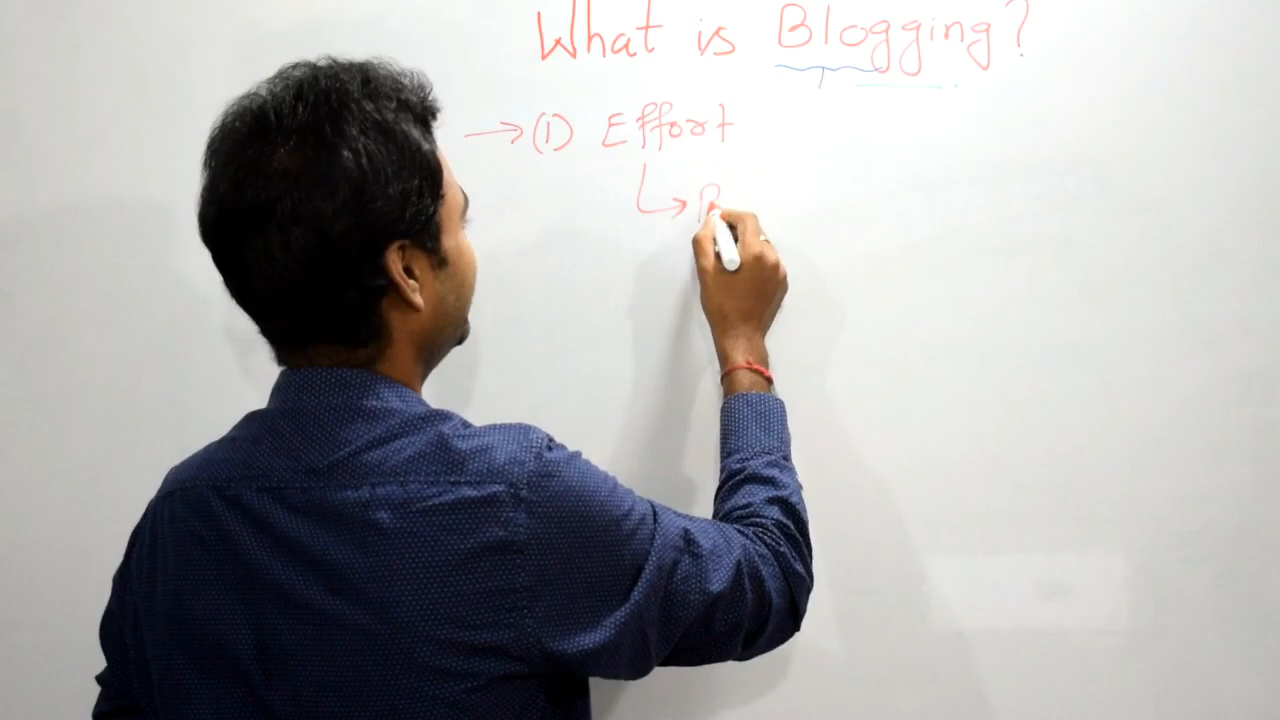 What is Blogging?
→ (1) Effort
↳